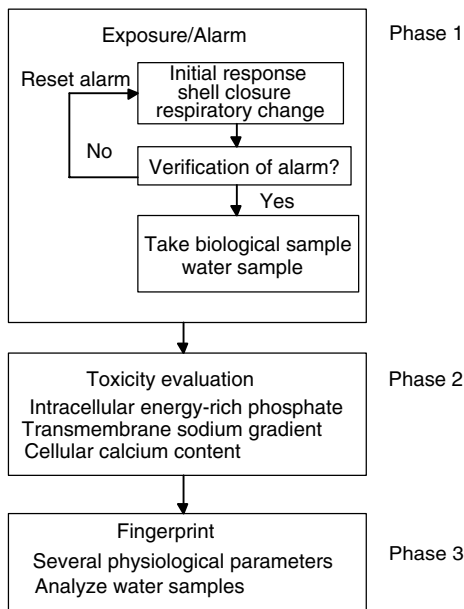 Exposure/Alarm
Phase 1
Reset alarm
Initial response
shell closure
respiratory change
No
Verification of alarm?
Yes
Take biological sample
water sample
Phase 2
Toxicity evaluation
Intracellular energy-rich phosphate
Transmembrane sodium gradient
Cellular calcium content
Fingerprint
Phase 3
Several physiological parameters
Analyze water samples